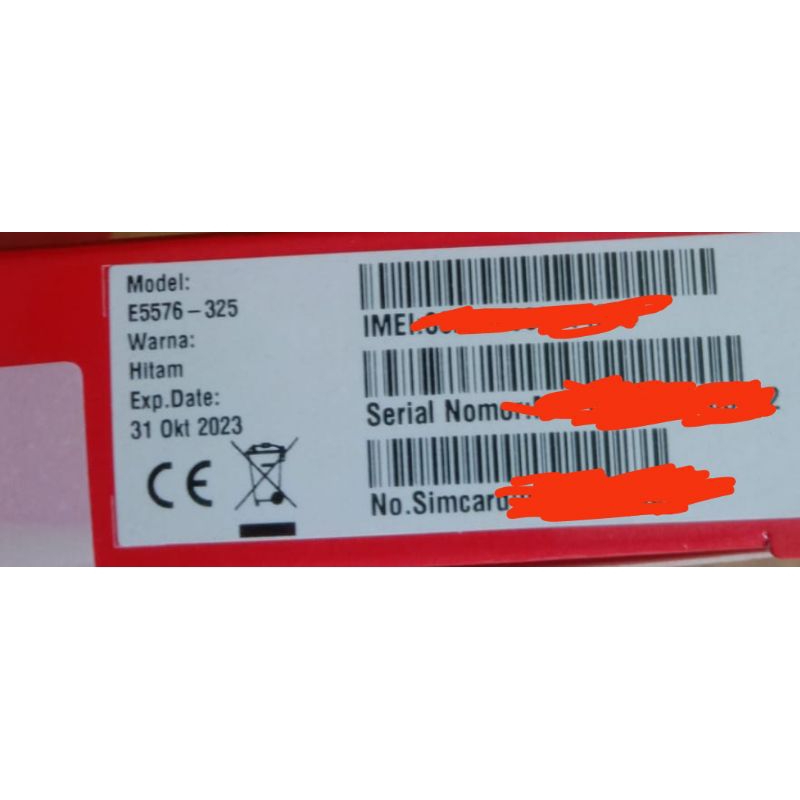 Model:
E5576-325
Warna:
Hitam
Exp.Date:
31 Okt 2023
CE
IMEI:
Serial Nomor:
No.Simcard